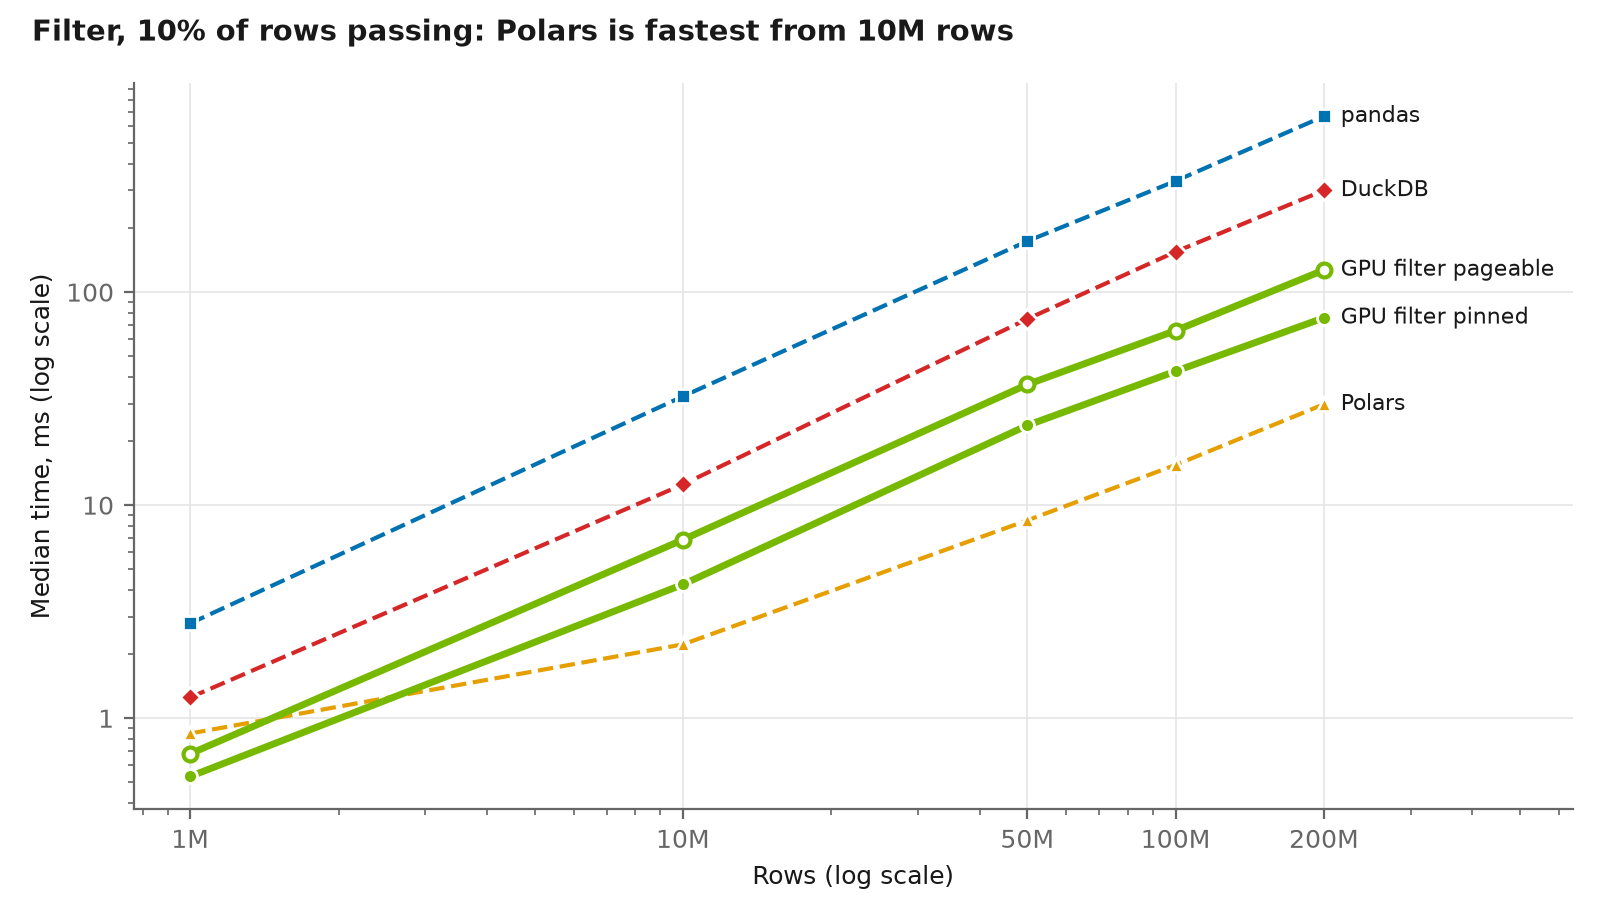 Filter, 10% of rows passing: Polars is fastest from 10M rows
Median time, ms (log scale)
100
10
1
pandas
DuckDB
GPU filter pageable
GPU filter pinned
Polars
1M 10M 50M 100M 200M
Rows (log scale)